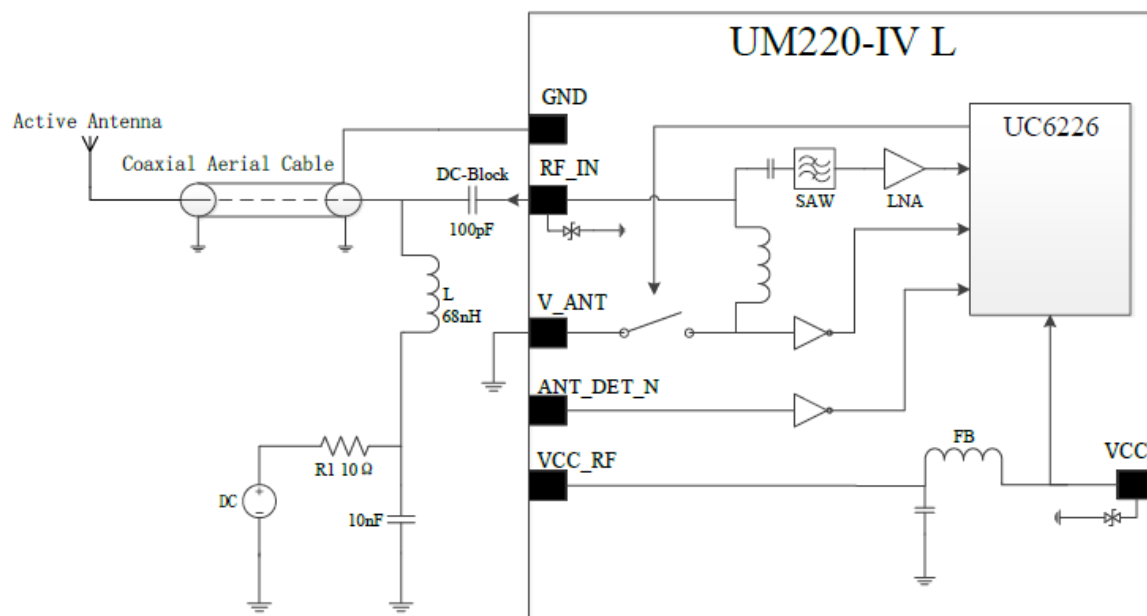 UM220-IV L
GND
UC6226
Active Antenna
Coaxial Aerial Cable
DC-Block
RF_IN
100pF
SAW
LNA
L
68nH
V_ANT
ANT_DET_N
R1 10Ω
VCC_RF
FB
VCC
DC
+
-
10nF